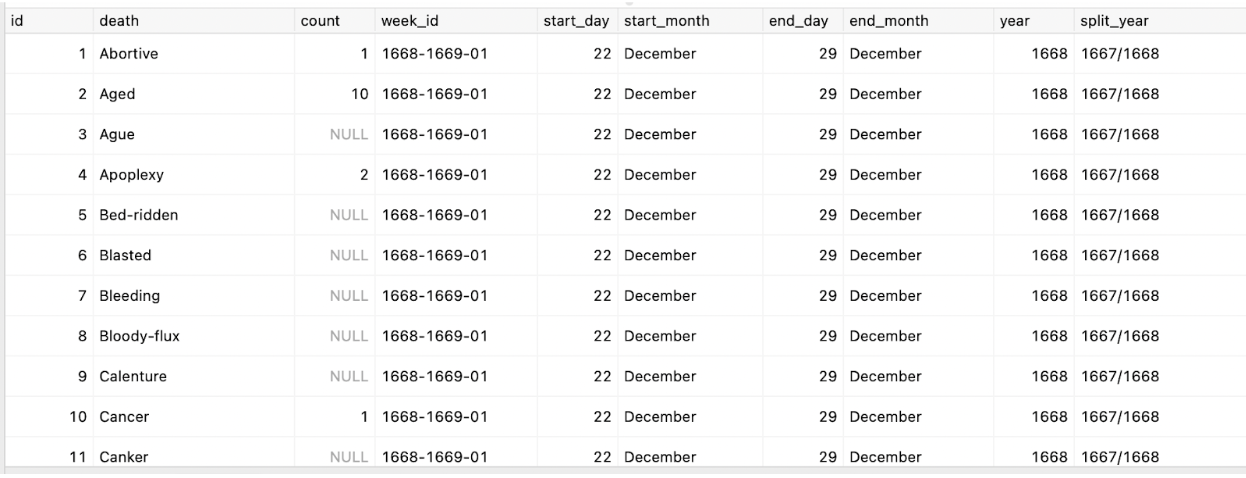 id death count week_id start_day start_month end_day end_month year split_year
1 Abortive 1 1668-1669-01 22 December 29 December 1668 1667/1668
2 Aged 10 1668-1669-01 22 December 29 December 1668 1667/1668
3 Ague NULL 1668-1669-01 22 December 29 December 1668 1667/1668
4 Apoplexy 2 1668-1669-01 22 December 29 December 1668 1667/1668
5 Bed-ridden NULL 1668-1669-01 22 December 29 December 1668 1667/1668
6 Blasted NULL 1668-1669-01 22 December 29 December 1668 1667/1668
7 Bleeding NULL 1668-1669-01 22 December 29 December 1668 1667/1668
8 Bloody-flux NULL 1668-1669-01 22 December 29 December 1668 1667/1668
9 Calenture NULL 1668-1669-01 22 December 29 December 1668 1667/1668
10 Cancer 1 1668-1669-01 22 December 29 December 1668 1667/1668
11 Canker NULL 1668-1669-01 22 December 29 December 1668 1667/1668